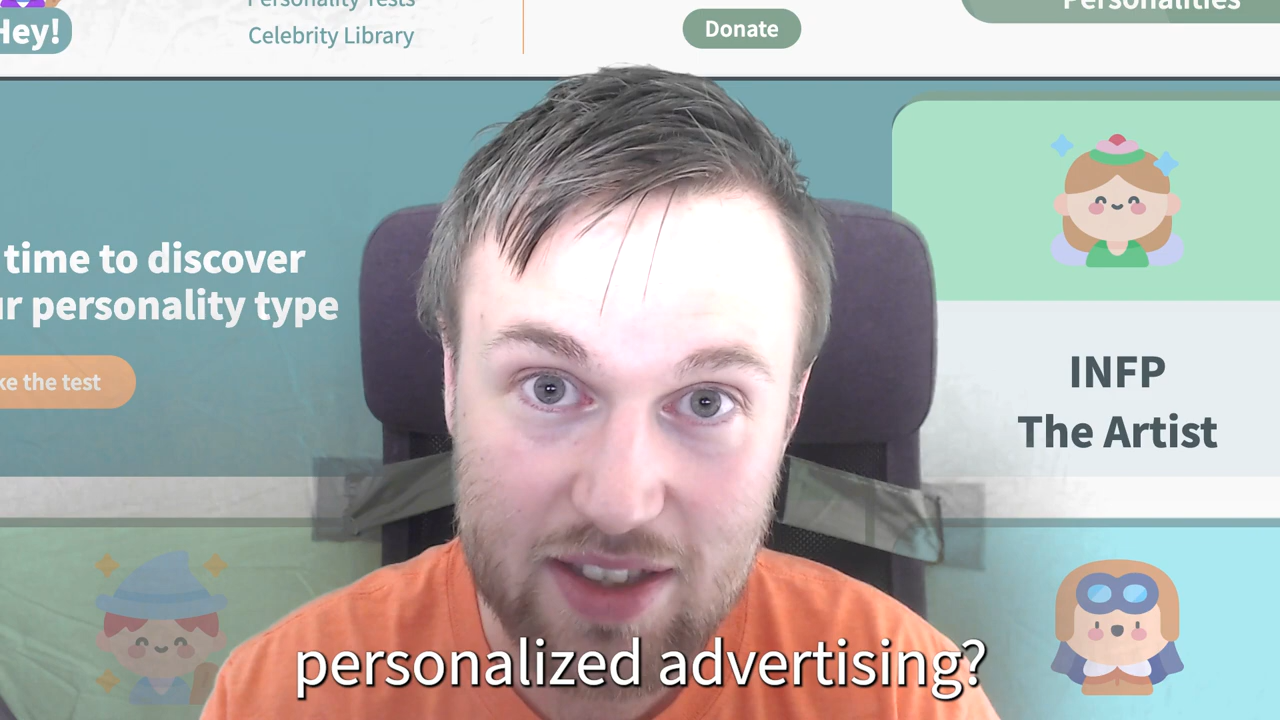 Personality Tests
Celebrity Library
Hey!
Donate
Personalities
time to discover
ur personality type
ke the test
INFP
The Artist
personalized advertising?